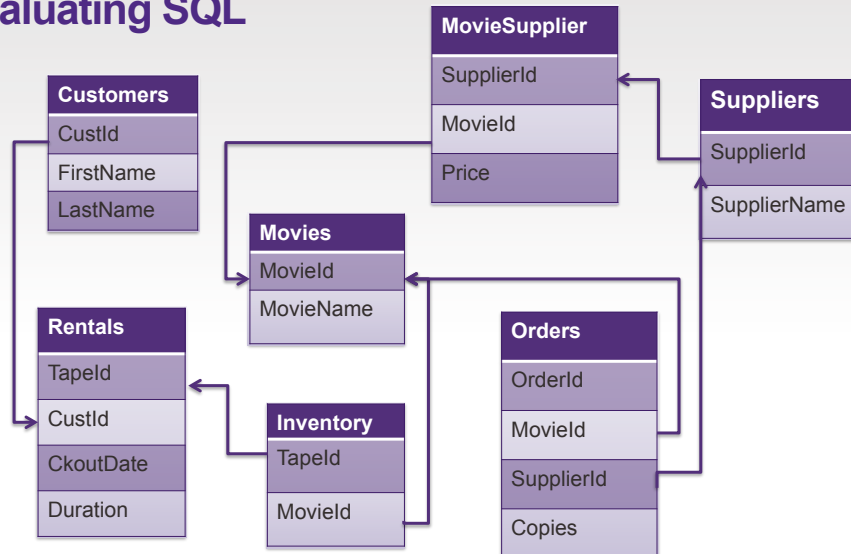 aluating SQL
MovieSupplier
SupplierId
MovieId
Price
Suppliers
SupplierId
SupplierName
Customers
CustId
FirstName
LastName
Movies
MovieId
MovieName
Rentals
TapeId
CustId
CkoutDate
Duration
Inventory
TapeId
MovieId
Orders
OrderId
MovieId
SupplierId
Copies